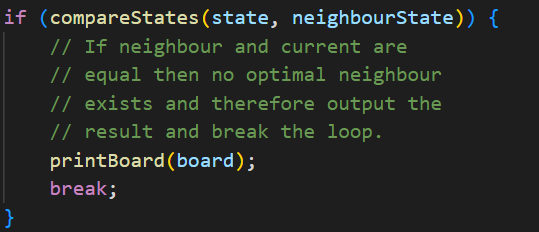 if (compareStates(state, neighbourState)) {
    // If neighbour and current are
    // equal then no optimal neighbour
    // exists and therefore output the
    // result and break the loop.
    printBoard(board);
    break;
}